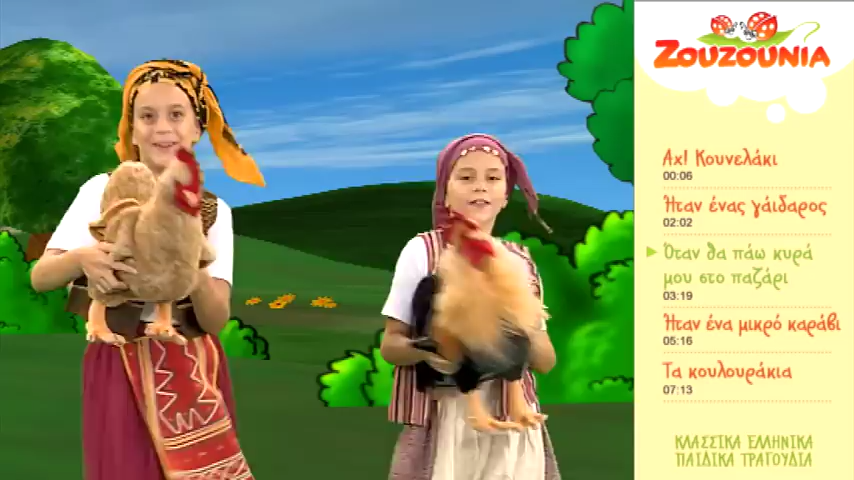 ZOUZOUNIA
Αχ! Κουνελάκι
00:06
Ήταν ένας γάιδαρος
02:02
Όταν θα πάω κυρά
μου στο παζάρι
03:19
Ήταν ένα μικρό καράβι
05:16
Τα κουλουράκια
07:13
ΚΛΑΣΣΙΚΑ ΕΛΛΗΝΙΚΑ
ΠΑΙΔΙΚΑ ΤΡΑΓΟΥΔΙΑ